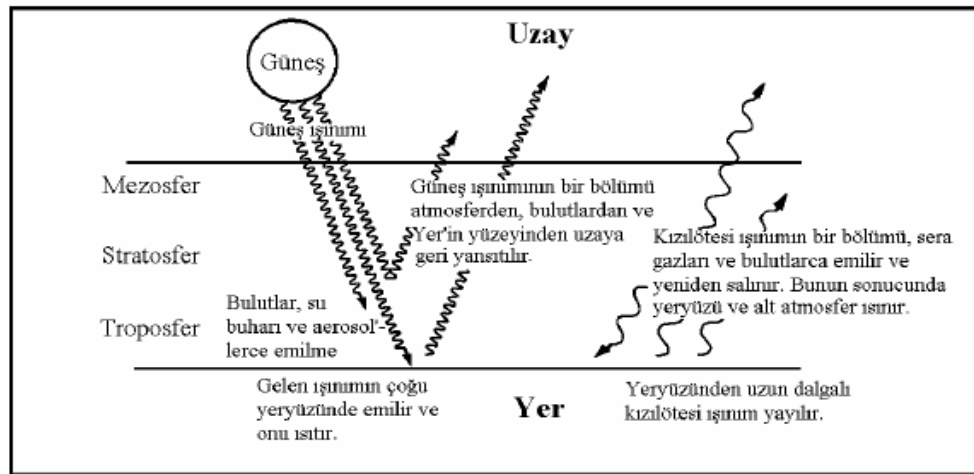 Uzay
Güneş
Güneş ışınımı
Mezosfer
Stratosfer
Troposfer
Güneş ışınımının bir bölümü
atmosferden, bulutlardan ve
Yer'in yüzeyinden uzaya
geri yansıtılır.
Kızılötesi ışınımın bir bölümü, sera
gazları ve bulutlarca emilir ve
yeniden salınır. Bunun sonucunda
yeryüzü ve alt atmosfer ısınır.
Bulutlar, su
buharı ve aerosol'-
lerce emilme
Gelen ışınımın çoğu
yeryüzünde emilir ve
onu ısıtır.
Yer
Yeryüzünden uzun dalgalı
kızılötesi ışınım yayılır.